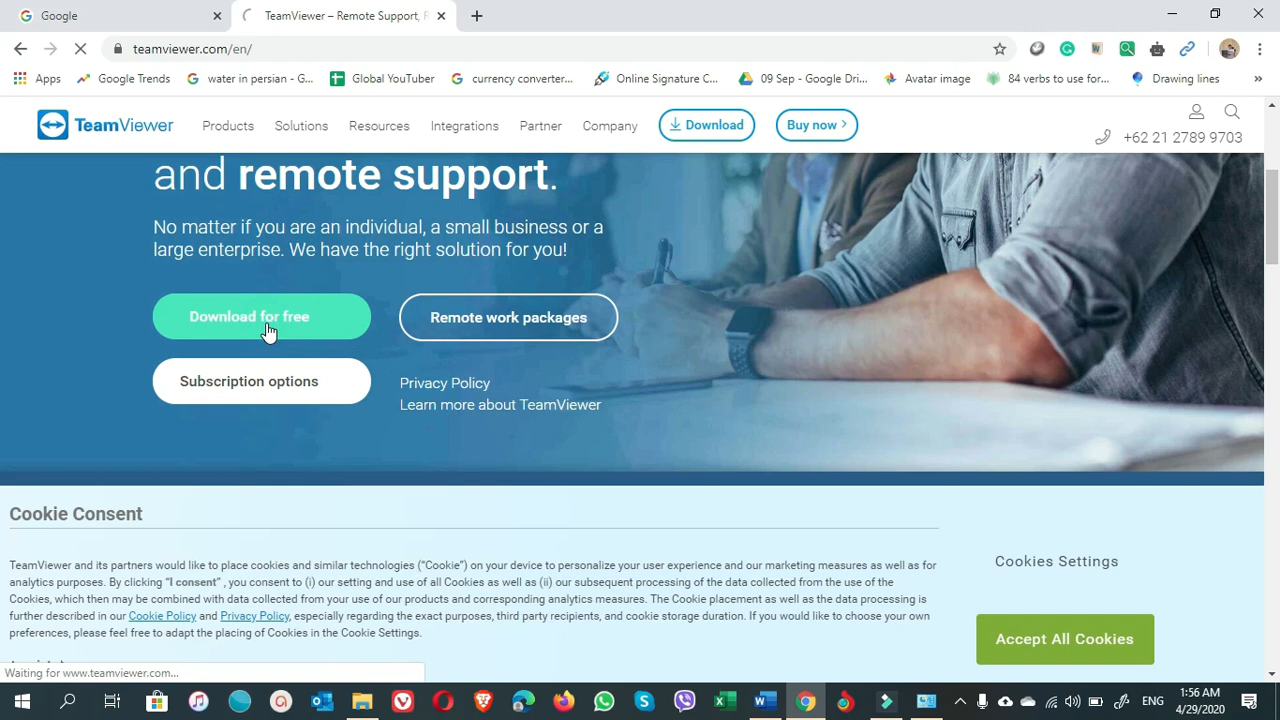 Google
TeamViewer – Remote Support, R
teamviewer.com/en/
Apps
Google Trends
water in persian - G...
Global YouTuber
currency converter...
Online Signature C...
09 Sep - Google Dri...
Avatar image
84 verbs to use for...
Drawing lines
»
TeamViewer
Products
Solutions
Resources
Integrations
Partner
Company
Download
Buy now
+62 21 2789 9703
and remote support.
No matter if you are an individual, a small business or a
large enterprise. We have the right solution for you!
Download for free
Remote work packages
Subscription options
Privacy Policy
Learn more about TeamViewer
Cookie Consent
TeamViewer and its partners would like to place cookies and similar technologies (“Cookie”) on your device to personalize your user experience and our marketing measures as well as for
analytics purposes. By clicking “I consent” , you consent to (i) our setting and use of all Cookies as well as (ii) our subsequent processing of the data collected from the use of the
Cookies, which then may be combined with data collected from your use of our products and corresponding analytics measures. The Cookie placement as well as the data processing is
further described in our Cookie Policy and Privacy Policy, especially regarding the exact purposes, third party recipients, and cookie storage duration. If you would like to choose your own
preferences, please feel free to adapt the placing of Cookies in the Cookie Settings.
Cookies Settings
Accept All Cookies
Waiting for www.teamviewer.com...
ENG
1:56 AM
4/29/2020